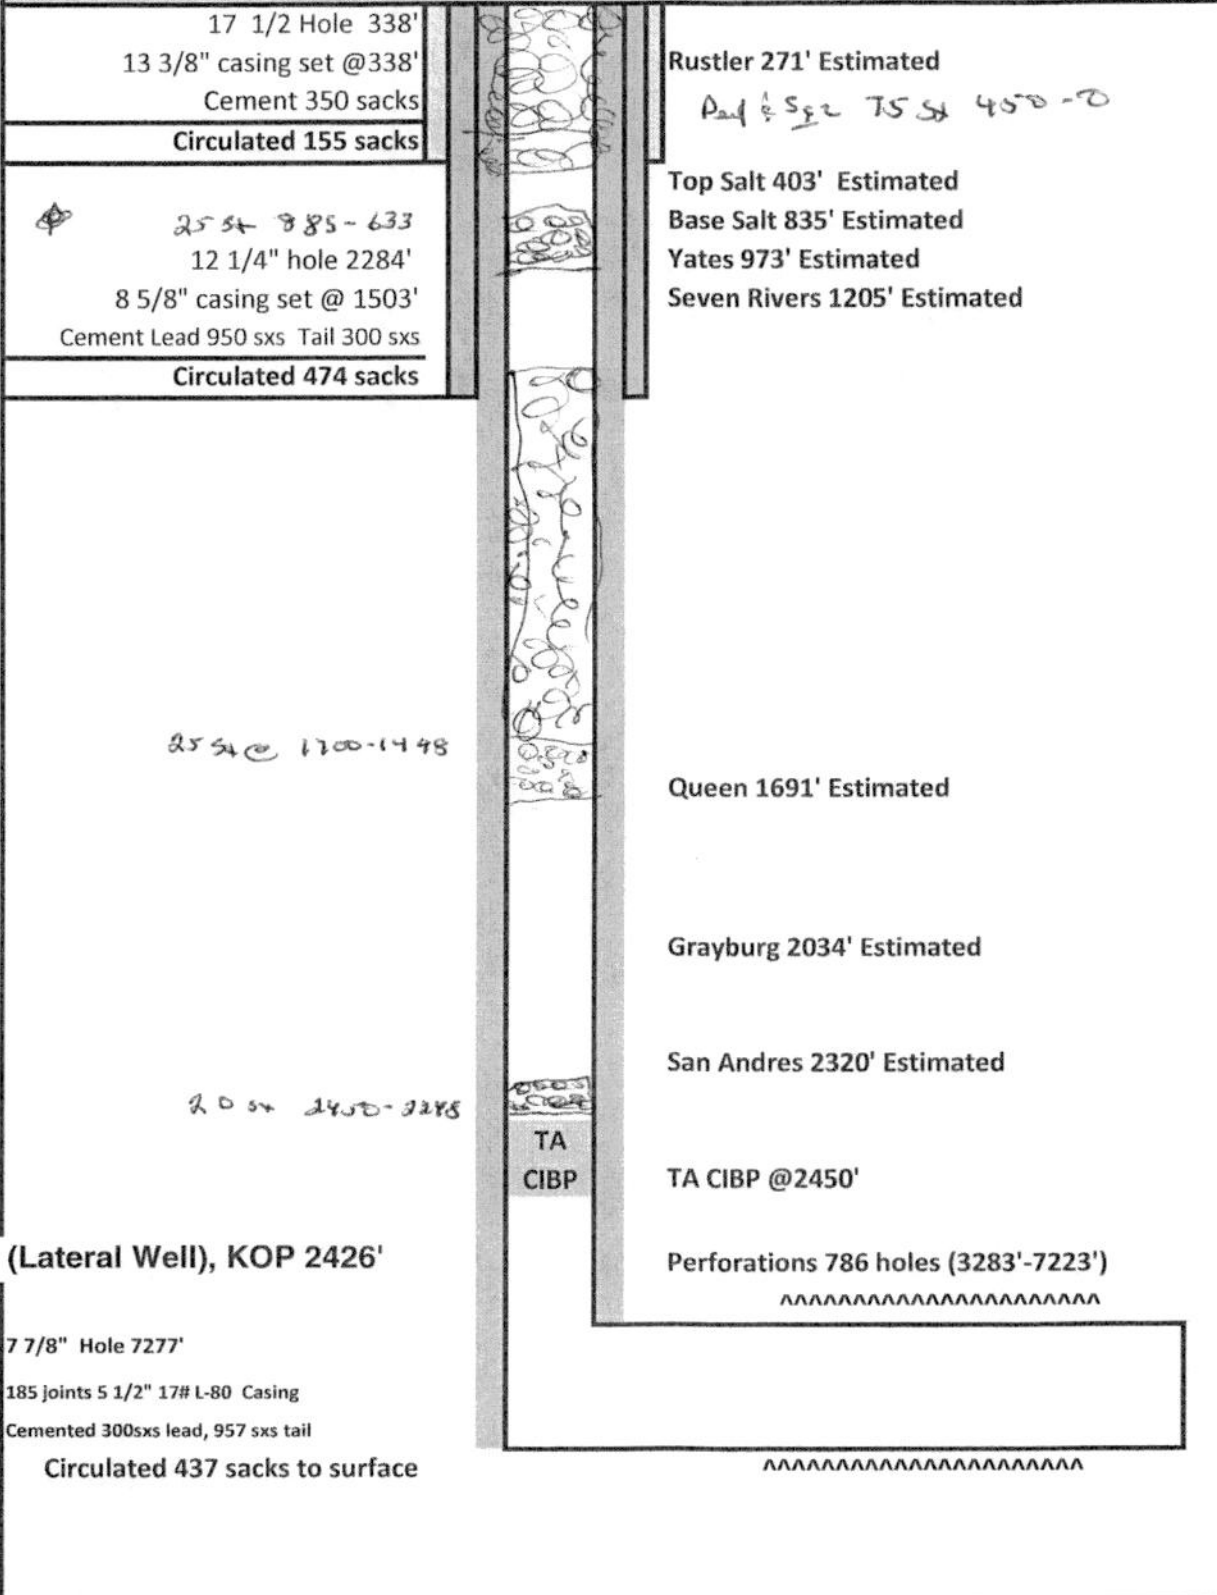 17 1/2 Hole 338'
13 3/8" casing set @338'
Cement 350 sacks
Circulated 155 sacks
Rustler 271' Estimated
Perf & Sqz 75 sx 450-0
Top Salt 403' Estimated
25 sx 885-633
Base Salt 835' Estimated
12 1/4" hole 2284'
Yates 973' Estimated
8 5/8" casing set @ 1503'
Seven Rivers 1205' Estimated
Cement Lead 950 sxs Tail 300 sxs
Circulated 474 sacks
25 sx @ 1700-1448
Queen 1691' Estimated
Grayburg 2034' Estimated
San Andres 2320' Estimated
20 sx 2450-2248
TA
CIBP
TA CIBP @2450'
(Lateral Well), KOP 2426'
Perforations 786 holes (3283'-7223')
^^^^^^^^^^^^^^^^^^^^^^
7 7/8" Hole 7277'
185 joints 5 1/2" 17# L-80 Casing
Cemented 300sxs lead, 957 sxs tail
Circulated 437 sacks to surface
^^^^^^^^^^^^^^^^^^^^^^